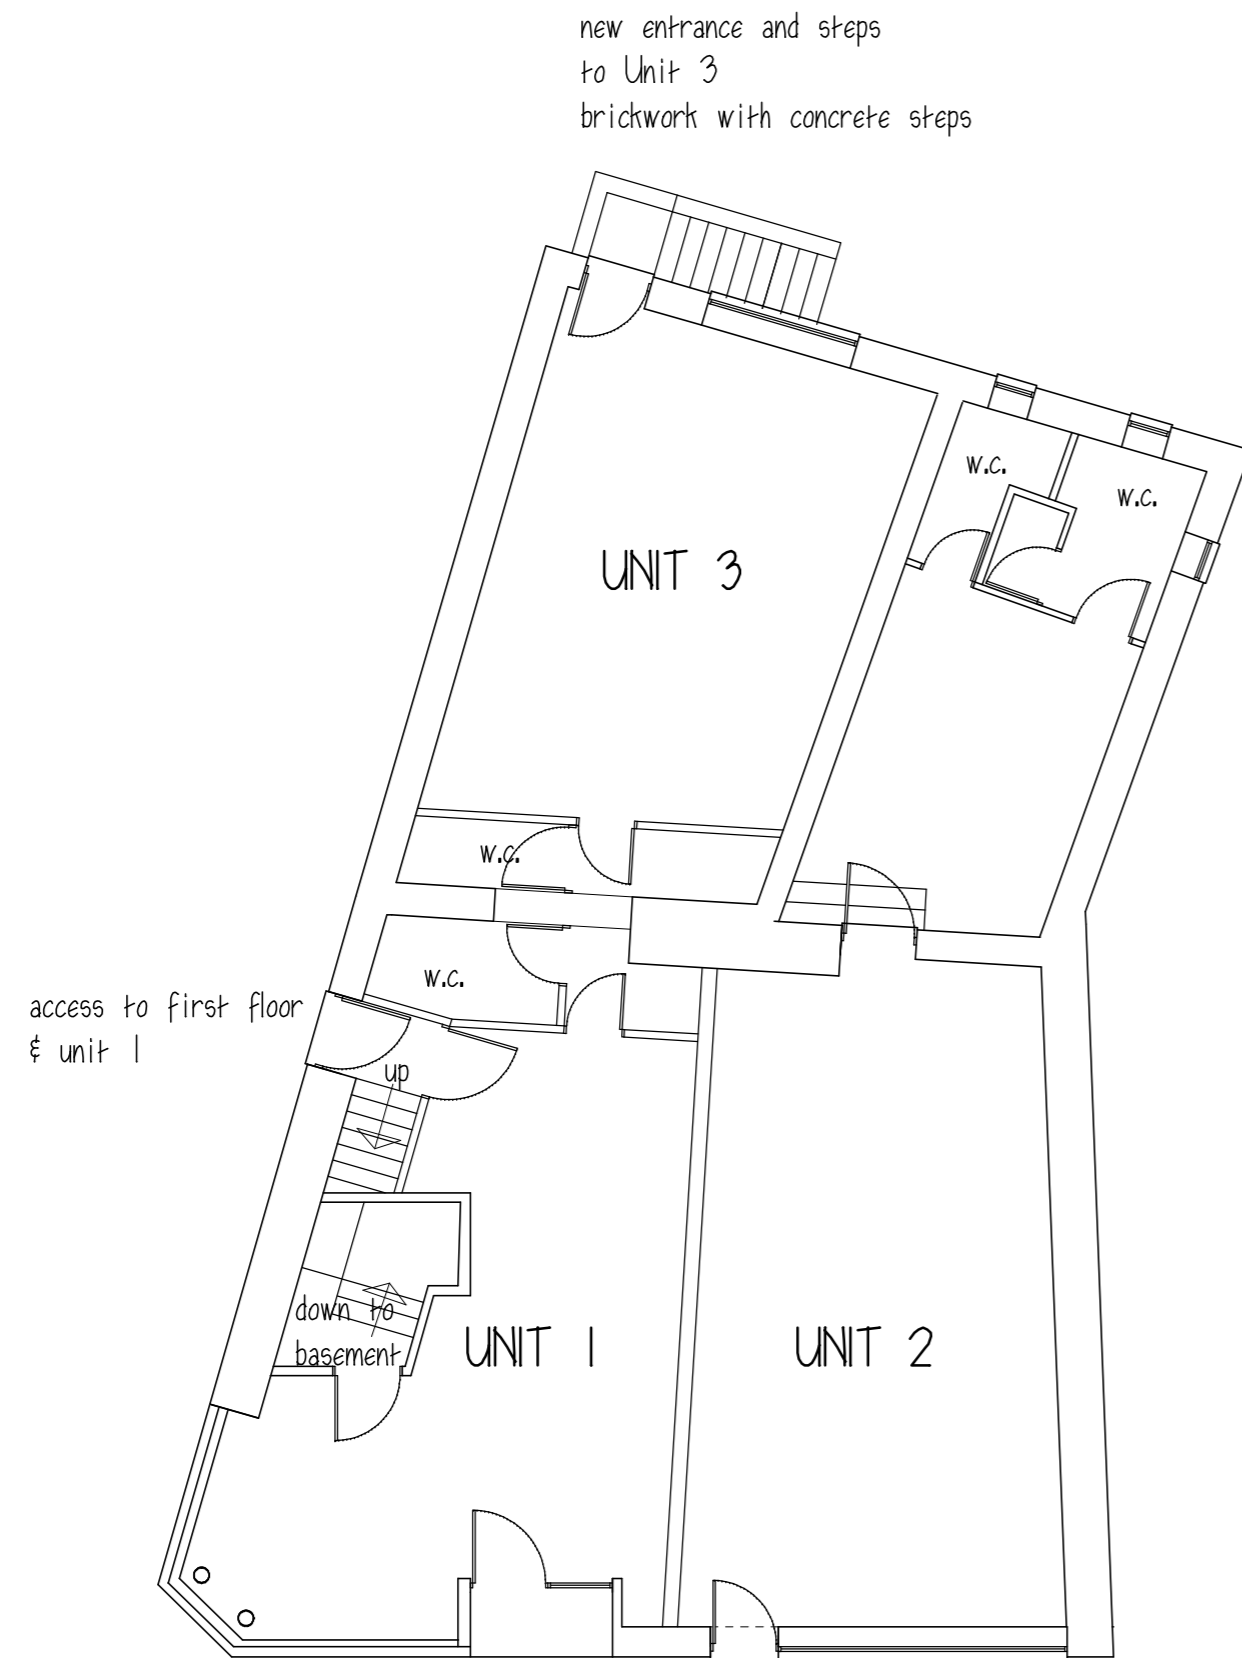 new entrance and steps
to Unit 3
brickwork with concrete steps
w.c.
w.c.
UNIT 3
w.c.
w.c.
access to first floor
& unit 1
up
down to
basement
UNIT 1
UNIT 2